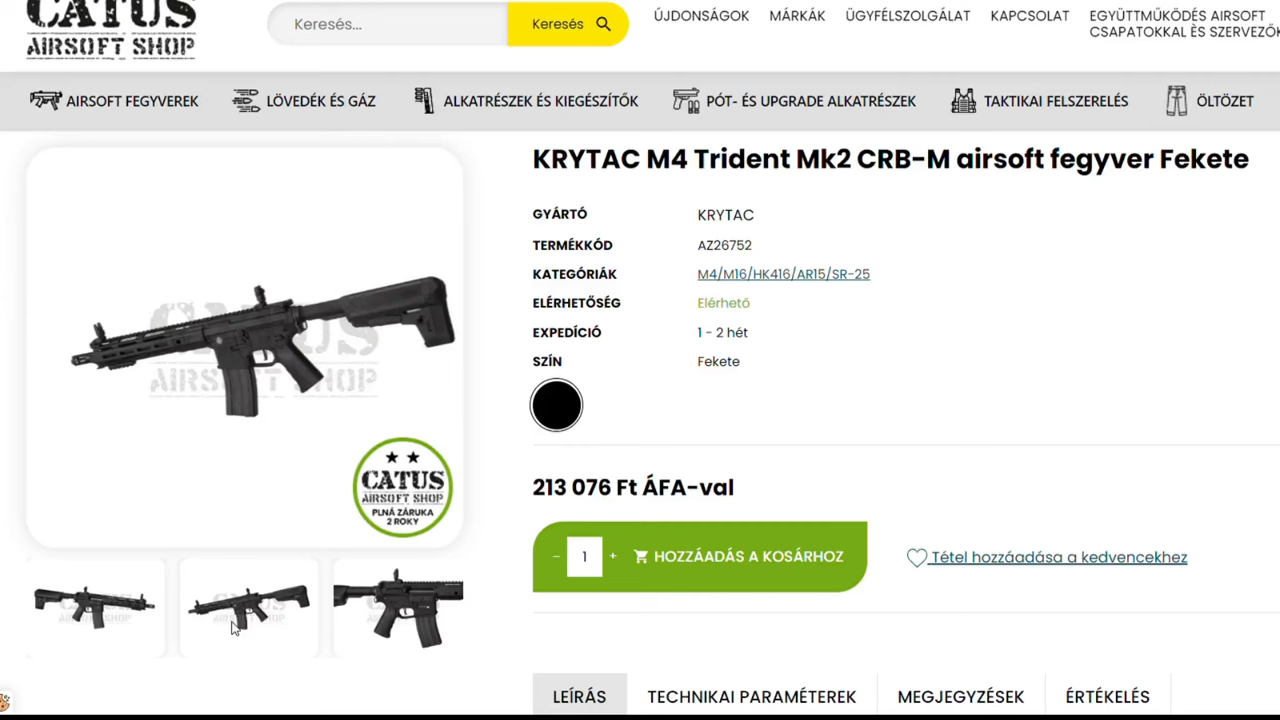 CATUS
AIRSOFT SHOP
Keresés...
Keresés
ÚJDONSÁGOK
MÁRKÁK
ÜGYFÉLSZOLGÁLAT
KAPCSOLAT
EGYÜTTMŰKÖDÉS AIRSOFT
CSAPATOKKAL ÈS SZERVEZŐK
AIRSOFT FEGYVEREK
LÖVEDÉK ÉS GÁZ
ALKATRÉSZEK ÉS KIEGÉSZÍTŐK
PÓT- ÉS UPGRADE ALKATRÉSZEK
TAKTIKAI FELSZERELÉS
ÖLTÖZET
KRYTAC M4 Trident Mk2 CRB-M airsoft fegyver Fekete
GYÁRTÓ KRYTAC
TERMÉKKÓD AZ26752
KATEGÓRIÁK M4/M16/HK416/AR15/SR-25
ELÉRHETŐSÉG Elérhető
EXPEDÍCIÓ 1 - 2 hét
SZÍN Fekete
CATUS
AIRSOFT SHOP
CATUS
AIRSOFT SHOP
PLNÁ ZÁRUKA
2 ROKY
213 076 Ft ÁFA-val
- 1 + HOZZÁADÁS A KOSÁRHOZ
Tétel hozzáadása a kedvencekhez
LEÍRÁS
TECHNIKAI PARAMÉTEREK
MEGJEGYZÉSEK
ÉRTÉKELÉS